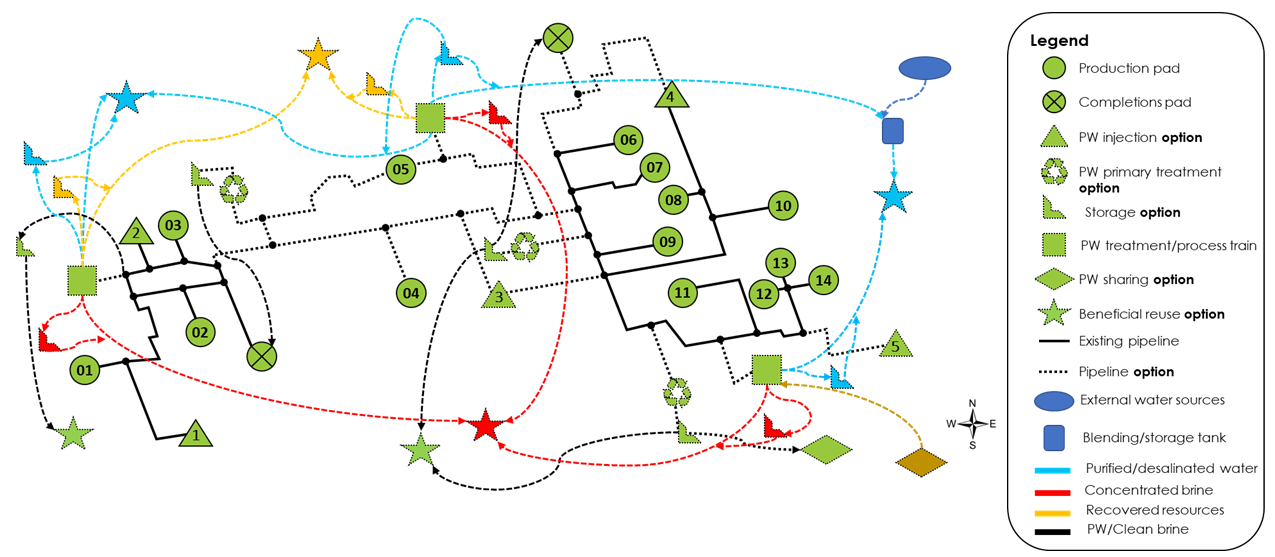 4
06
07
05
08
10
03
2
09
13
14
12
11
04
3
02
5
01
1
N
W E
S
Legend
Production pad
Completions pad
PW injection option
PW primary treatment
option
Storage option
PW treatment/process train
PW sharing option
Beneficial reuse option
Existing pipeline
Pipeline option
External water sources
Blending/storage tank
Purified/desalinated water
Concentrated brine
Recovered resources
PW/Clean brine